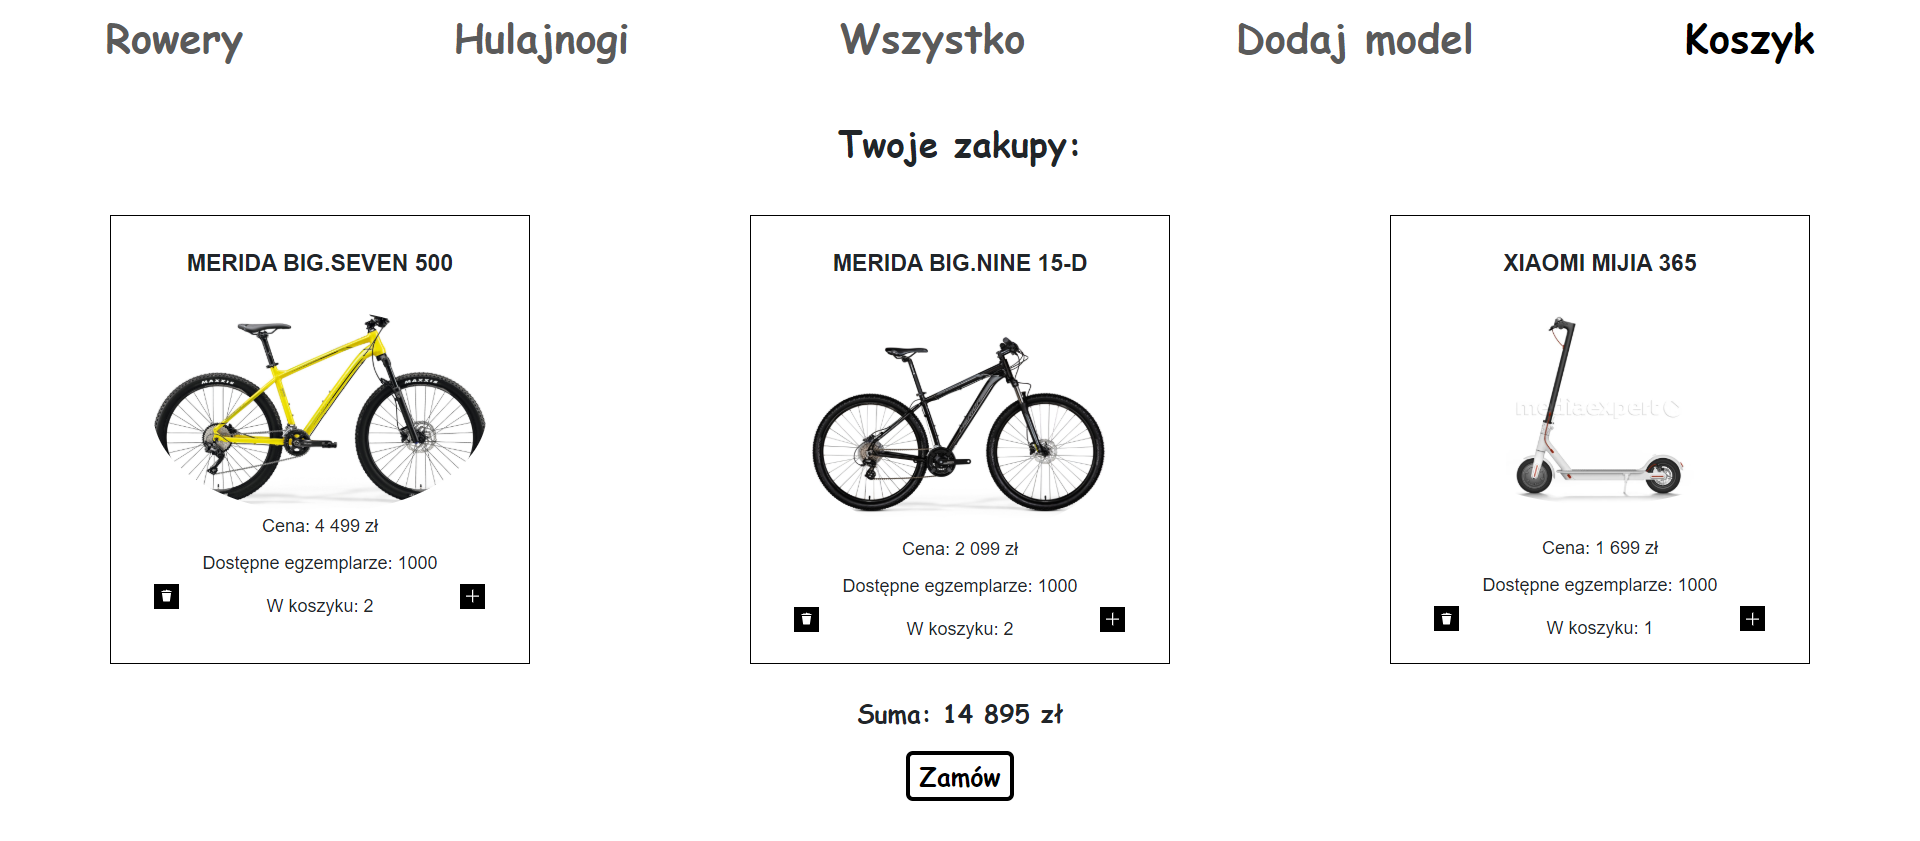 Rowery Hulajnogi Wszystko Dodaj model Koszyk
Twoje zakupy:
MERIDA BIG.SEVEN 500
MAXXIS MAXXIS
Cena: 4 499 zł
Dostępne egzemplarze: 1000
W koszyku: 2
MERIDA BIG.NINE 15-D
Cena: 2 099 zł
Dostępne egzemplarze: 1000
W koszyku: 2
XIAOMI MIJIA 365
mediaexpert
Cena: 1 699 zł
Dostępne egzemplarze: 1000
W koszyku: 1
Suma: 14 895 zł
Zamów